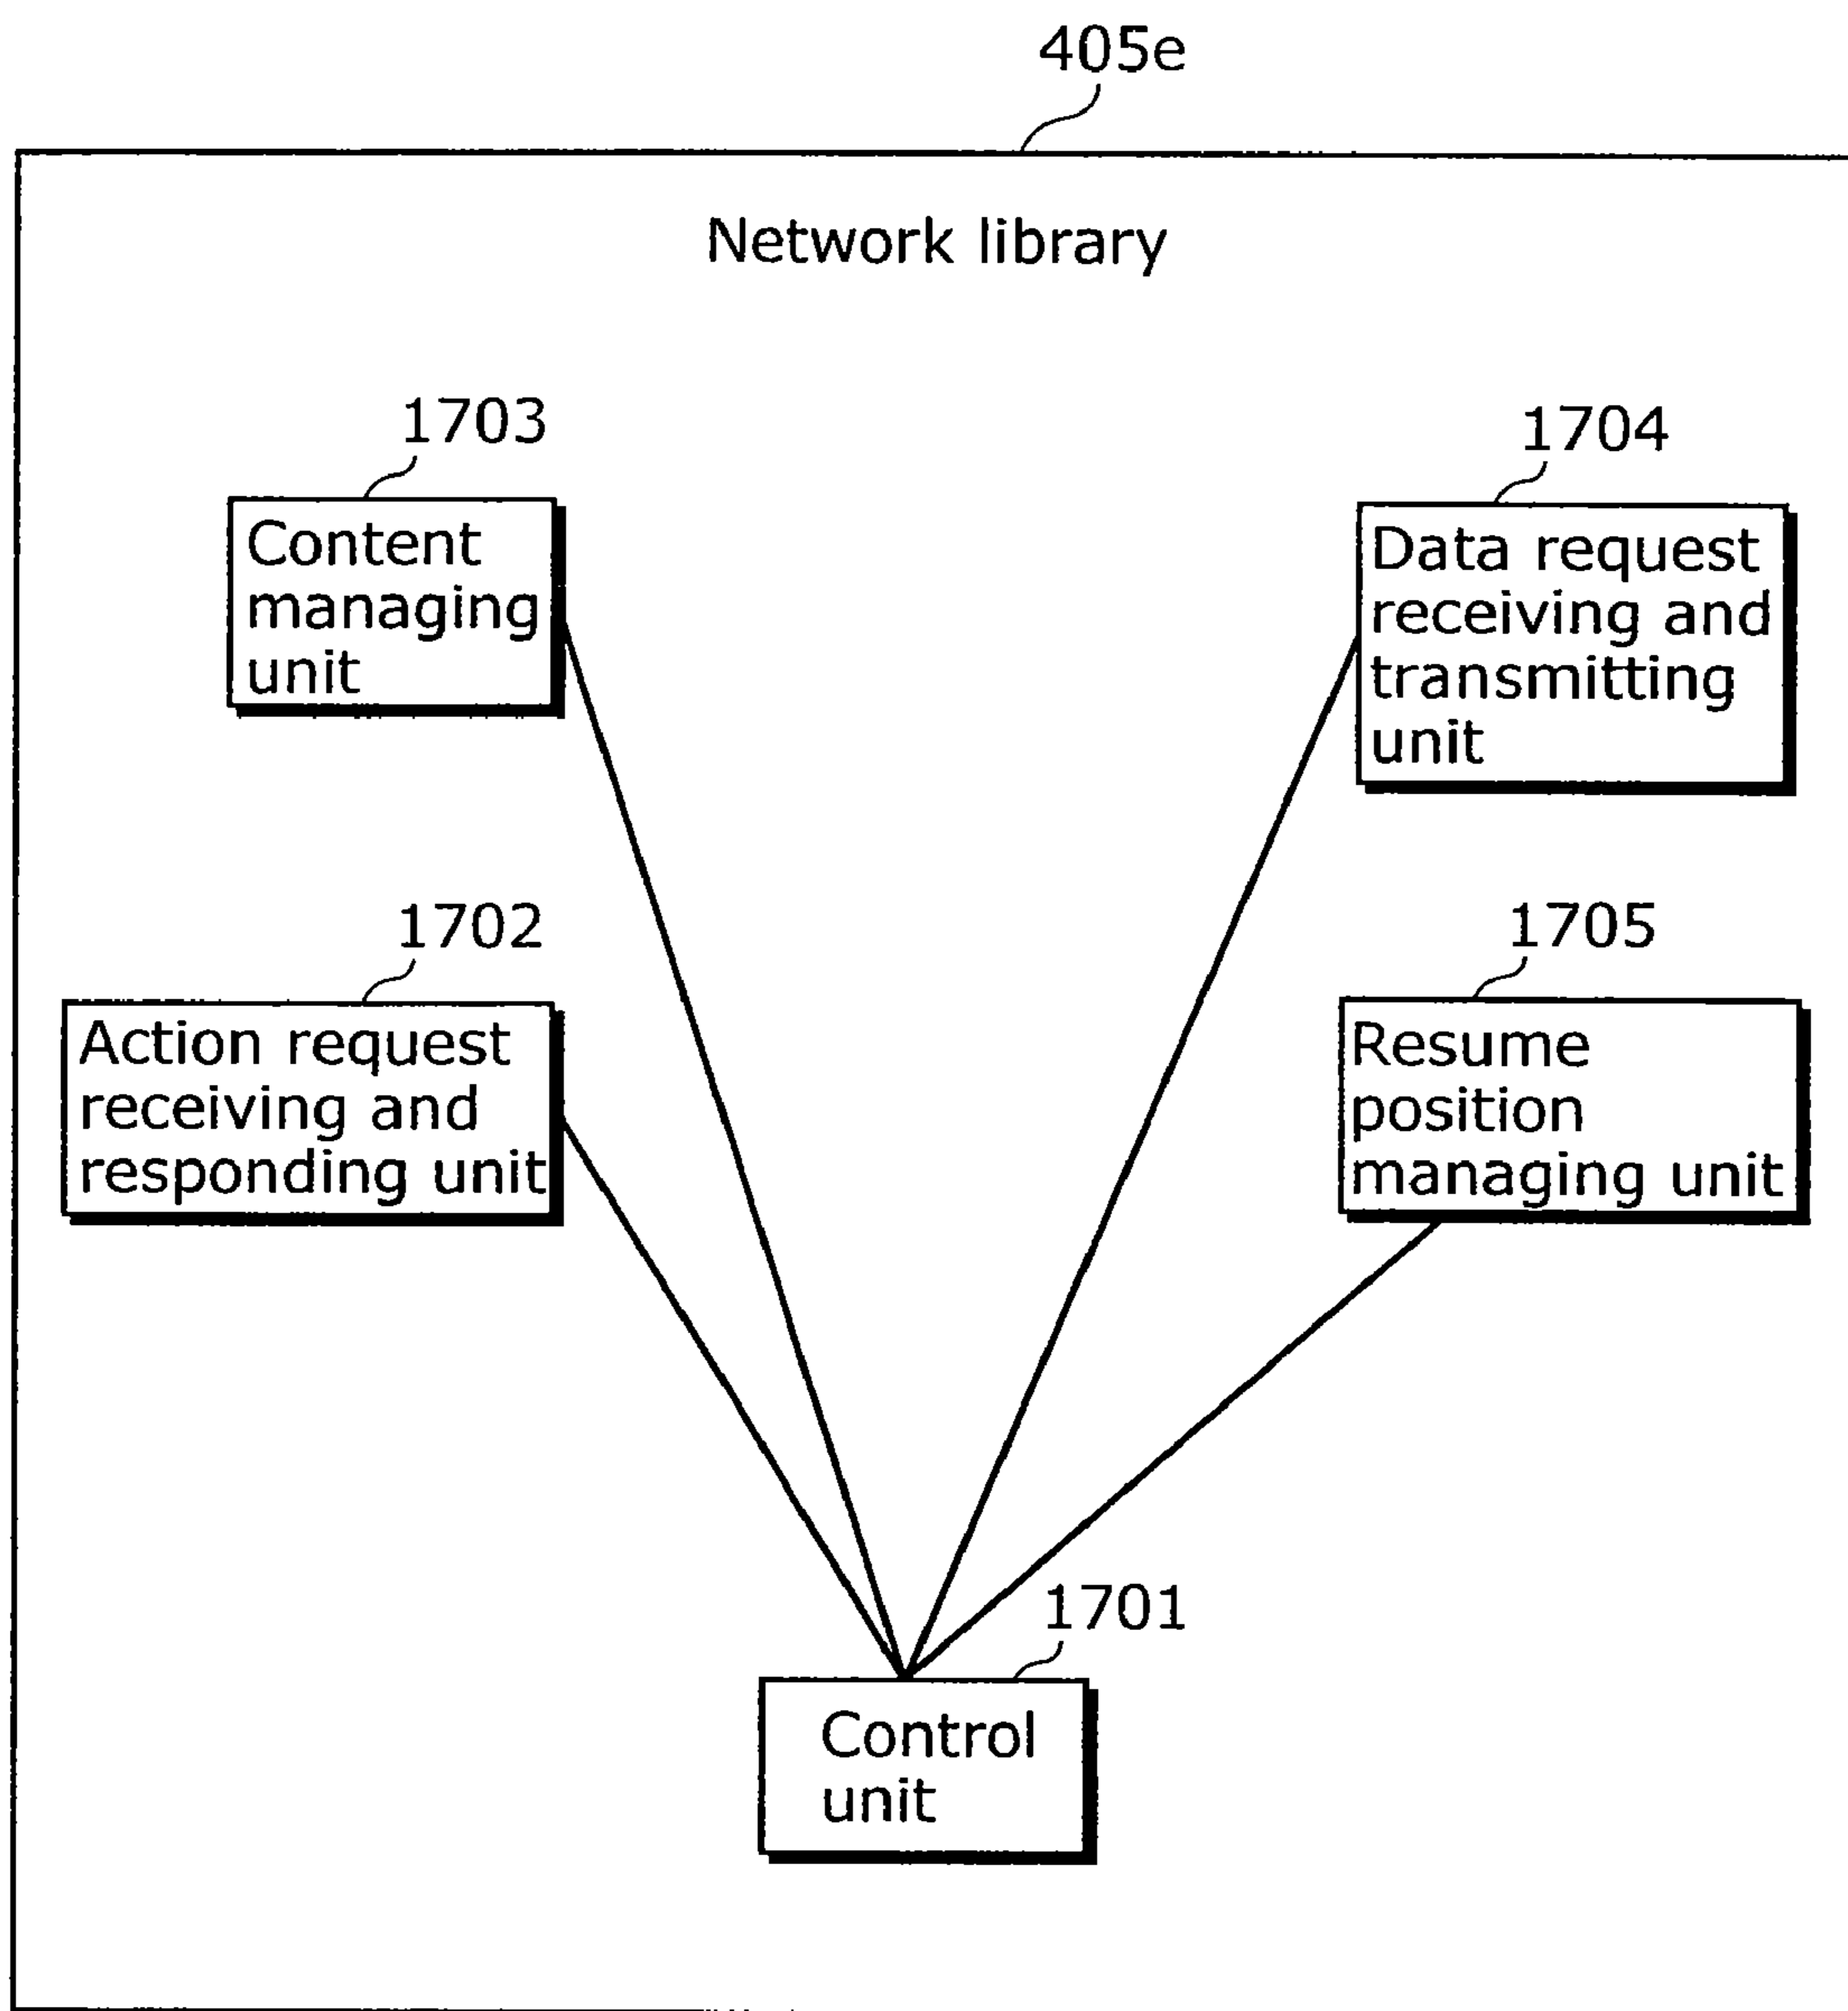 405e
Network library
1703
Content
managing
unit
1704
Data request
receiving and
transmitting
unit
1702
Action request
receiving and
responding unit
1705
Resume
position
managing unit
1701
Control
unit